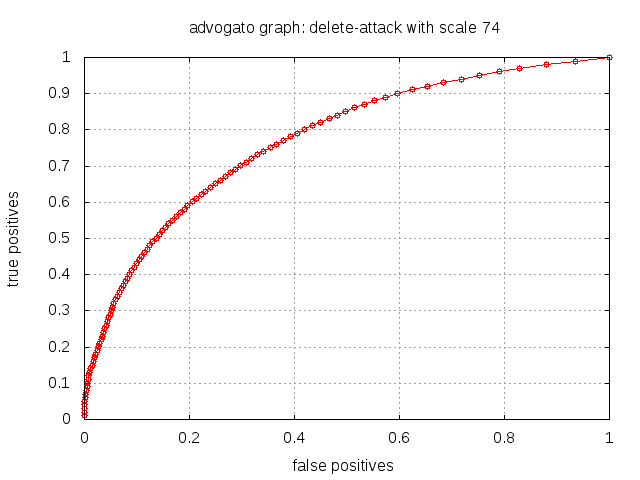 advogato graph: delete-attack with scale 74
1
0.9
0.8
0.7
0.6
0.5
0.4
0.3
0.2
0.1
0
true positives
0 0.2 0.4 0.6 0.8 1
false positives